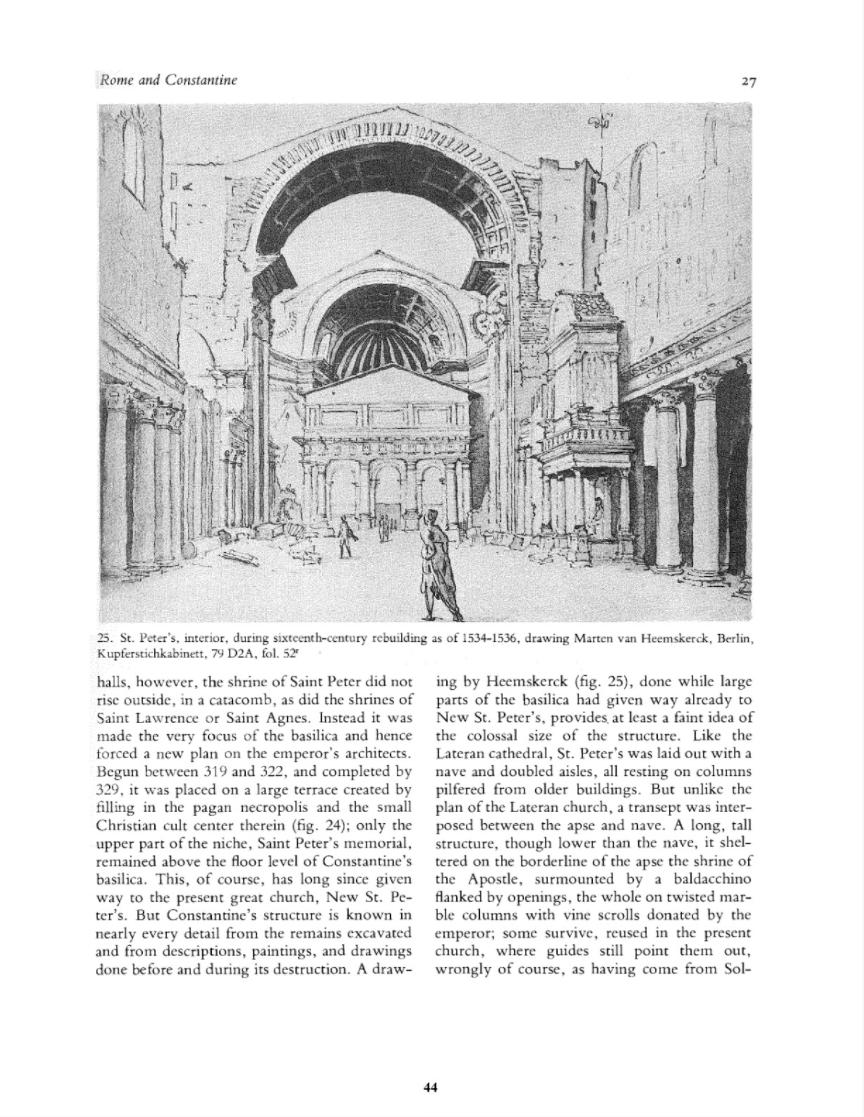 Rome and Constantine
27
25. St. Peter's, interior, during sixteenth-century rebuilding as of 1534-1536, drawing Marten van Heemskerck, Berlin,
Kupferstichkabinett, 79 D2A, fol. 52r
halls, however, the shrine of Saint Peter did not
rise outside, in a catacomb, as did the shrines of
Saint Lawrence or Saint Agnes. Instead it was
made the very focus of the basilica and hence
forced a new plan on the emperor's architects.
Begun between 319 and 322, and completed by
329, it was placed on a large terrace created by
filling in the pagan necropolis and the small
Christian cult center therein (fig. 24); only the
upper part of the niche, Saint Peter's memorial,
remained above the floor level of Constantine's
basilica. This, of course, has long since given
way to the present great church, New St. Pe-
ter's. But Constantine's structure is known in
nearly every detail from the remains excavated
and from descriptions, paintings, and drawings
done before and during its destruction. A draw-
ing by Heemskerck (fig. 25), done while large
parts of the basilica had given way already to
New St. Peter's, provides at least a faint idea of
the colossal size of the structure. Like the
Lateran cathedral, St. Peter's was laid out with a
nave and doubled aisles, all resting on columns
pilfered from older buildings. But unlike the
plan of the Lateran church, a transept was inter-
posed between the apse and nave. A long, tall
structure, though lower than the nave, it shel-
tered on the borderline of the apse the shrine of
the Apostle, surmounted by a baldacchino
flanked by openings, the whole on twisted mar-
ble columns with vine scrolls donated by the
emperor; some survive, reused in the present
church, where guides still point them out,
wrongly of course, as having come from Sol-
44